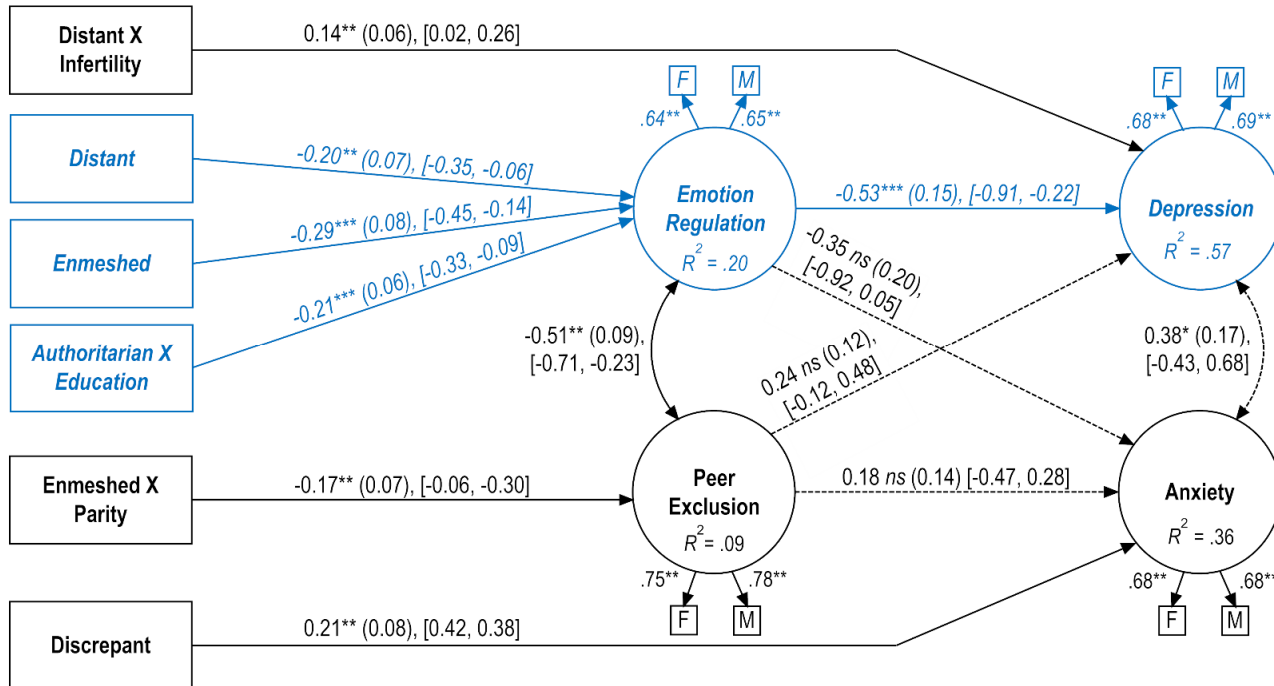 Distant X
Infertility
0.14** (0.06), [0.02, 0.26]
F
M
.64**
.65**
F
M
.68**
.69**
Distant
-0.20** (0.07), [-0.35, -0.06]
Emotion
Regulation
R² = .20
-0.53*** (0.15), [-0.91, -0.22]
Depression
R² = .57
Enmeshed
-0.29*** (0.08), [-0.45, -0.14]
Authoritarian X
Education
-0.21*** (0.06), [-0.33, -0.09]
-0.35 ns (0.20),
[-0.92, 0.05]
-0.51** (0.09),
[-0.71, -0.23]
0.24 ns (0.12),
[-0.12, 0.48]
0.38* (0.17),
[-0.43, 0.68]
Enmeshed X
Parity
-0.17** (0.07), [-0.06, -0.30]
Peer
Exclusion
R² = .09
0.18 ns (0.14) [-0.47, 0.28]
Anxiety
R² = .36
.75**
.78**
F
M
.68**
.68**
F
M
Discrepant
0.21** (0.08), [0.42, 0.38]